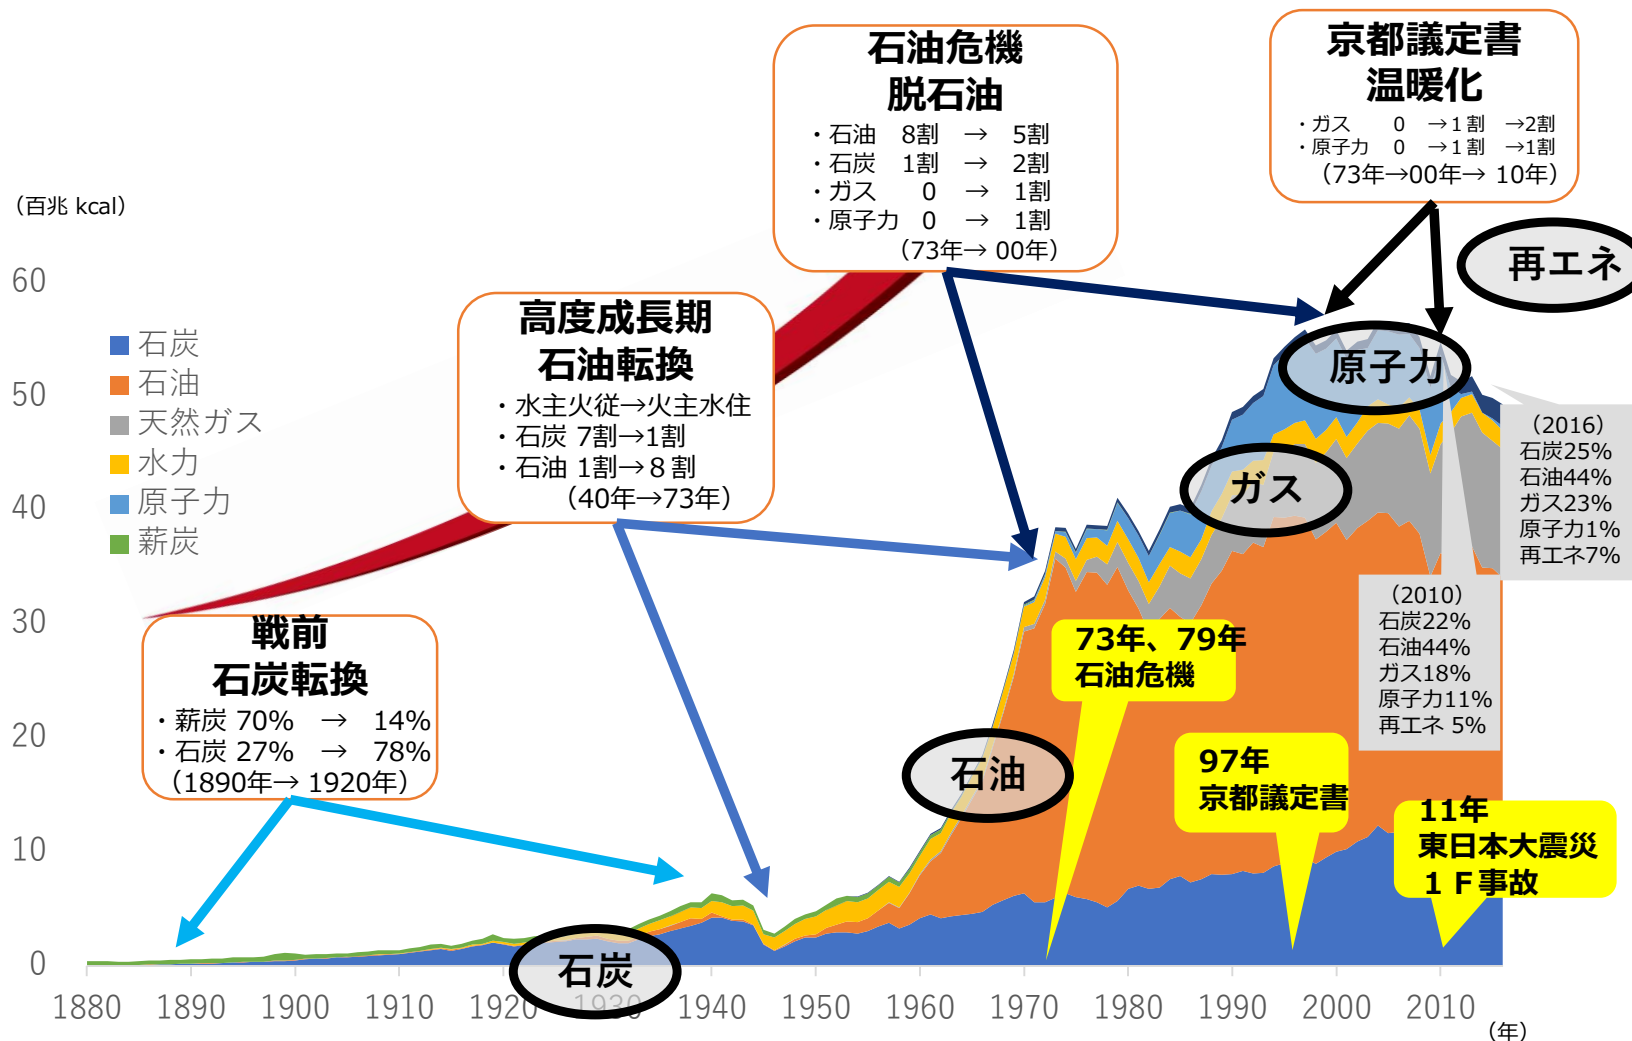 石油危機
脱石油
・石油 8割 → 5割
・石炭 1割 → 2割
・ガス 0 → 1割
・原子力 0 → 1割
（73年→ 00年）
京都議定書
温暖化
・ガス 0 →１割 →2割
・原子力 0 →１割 →1割
（73年→00年→ 10年）
（百兆 kcal）
再エネ
高度成長期
石油転換
・水主火従→火主水住
・石炭 7割→1割
・石油 1割→８割
（40年→73年）
石炭
石油
天然ガス
水力
原子力
薪炭
原子力
ガス
（2016）
石炭25%
石油44%
ガス23%
原子力1%
再エネ7%
（2010）
石炭22%
石油44%
ガス18%
原子力11%
再エネ 5%
戦前
石炭転換
・薪炭 70% → 14%
・石炭 27% → 78%
（1890年→ 1920年）
73年、79年
石油危機
石油
97年
京都議定書
11年
東日本大震災
１Ｆ事故
石炭
60
50
40
30
20
10
0
1880 1890 1900 1910 1920 1930 1940 1950 1960 1970 1980 1990 2000 2010
（年）